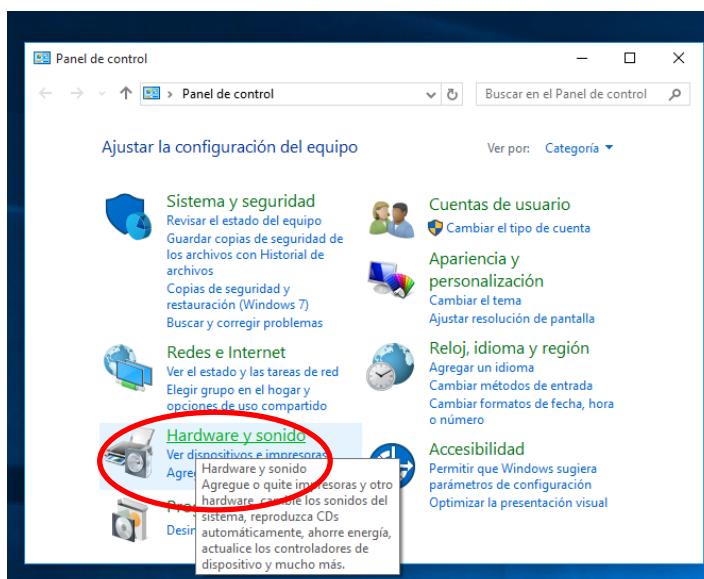 Panel de control
Panel de control
Buscar en el Panel de control
Ajustar la configuración del equipo
Ver por: Categoría
Sistema y seguridad
Revisar el estado del equipo
Guardar copias de seguridad de
los archivos con Historial de
archivos
Copias de seguridad y
restauración (Windows 7)
Buscar y corregir problemas
Redes e Internet
Ver el estado y las tareas de red
Elegir grupo en el hogar y
opciones de uso compartido
Hardware y sonido
Ver dispositivos e impresoras
Hardware y sonido
Agregue o quite impresoras y otro
hardware, cambie los sonidos del
sistema, reproduzca CDs
automáticamente, ahorre energía,
actualice los controladores de
dispositivo y mucho más.
Cuentas de usuario
Cambiar el tipo de cuenta
Apariencia y
personalización
Cambiar el tema
Ajustar resolución de pantalla
Reloj, idioma y región
Agregar un idioma
Cambiar métodos de entrada
Cambiar formatos de fecha, hora
o número
Accesibilidad
Permitir que Windows sugiera
parámetros de configuración
Optimizar la presentación visual